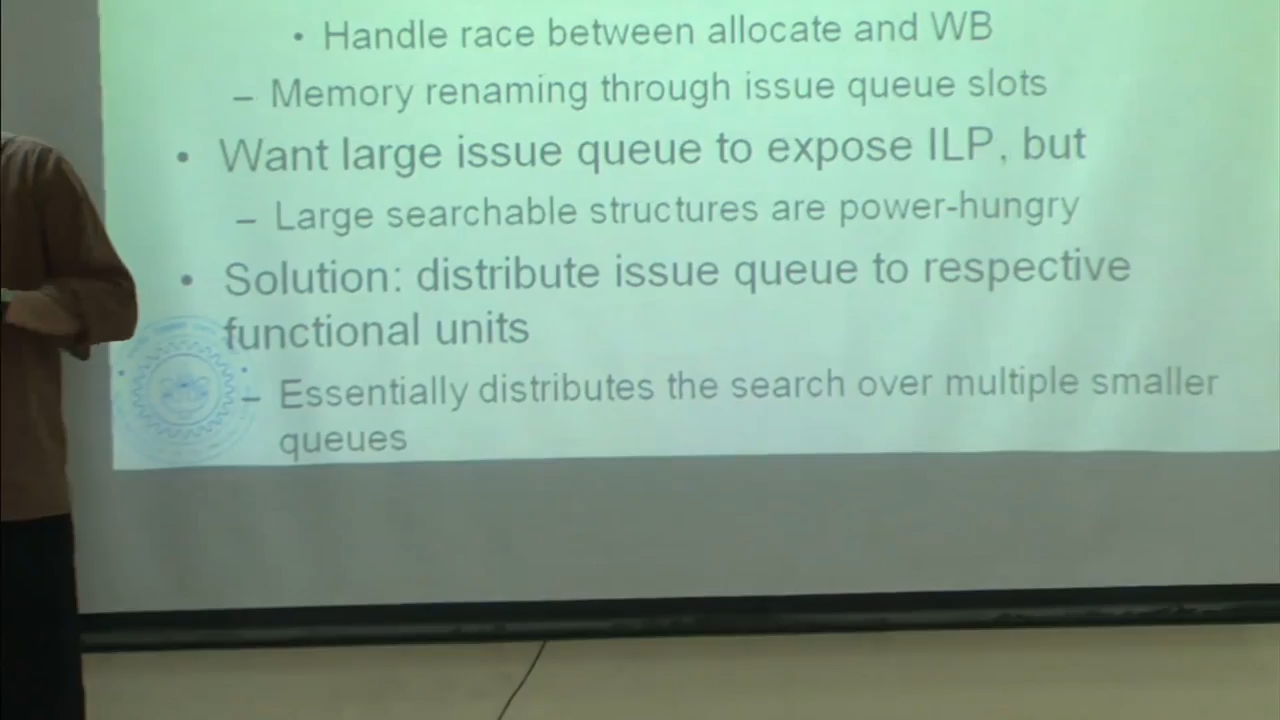 • Handle race between allocate and WB
– Memory renaming through issue queue slots
• Want large issue queue to expose ILP, but
– Large searchable structures are power-hungry
• Solution: distribute issue queue to respective
functional units
– Essentially distributes the search over multiple smaller
queues